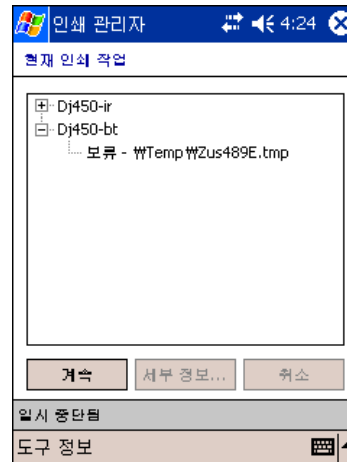 인쇄 관리자 4:24
현재 인쇄 작업
Dj450-ir
Dj450-bt
보류 - ₩Temp₩Zus489E.tmp
계속 세부 정보... 취소
일시 중단됨
도구 정보